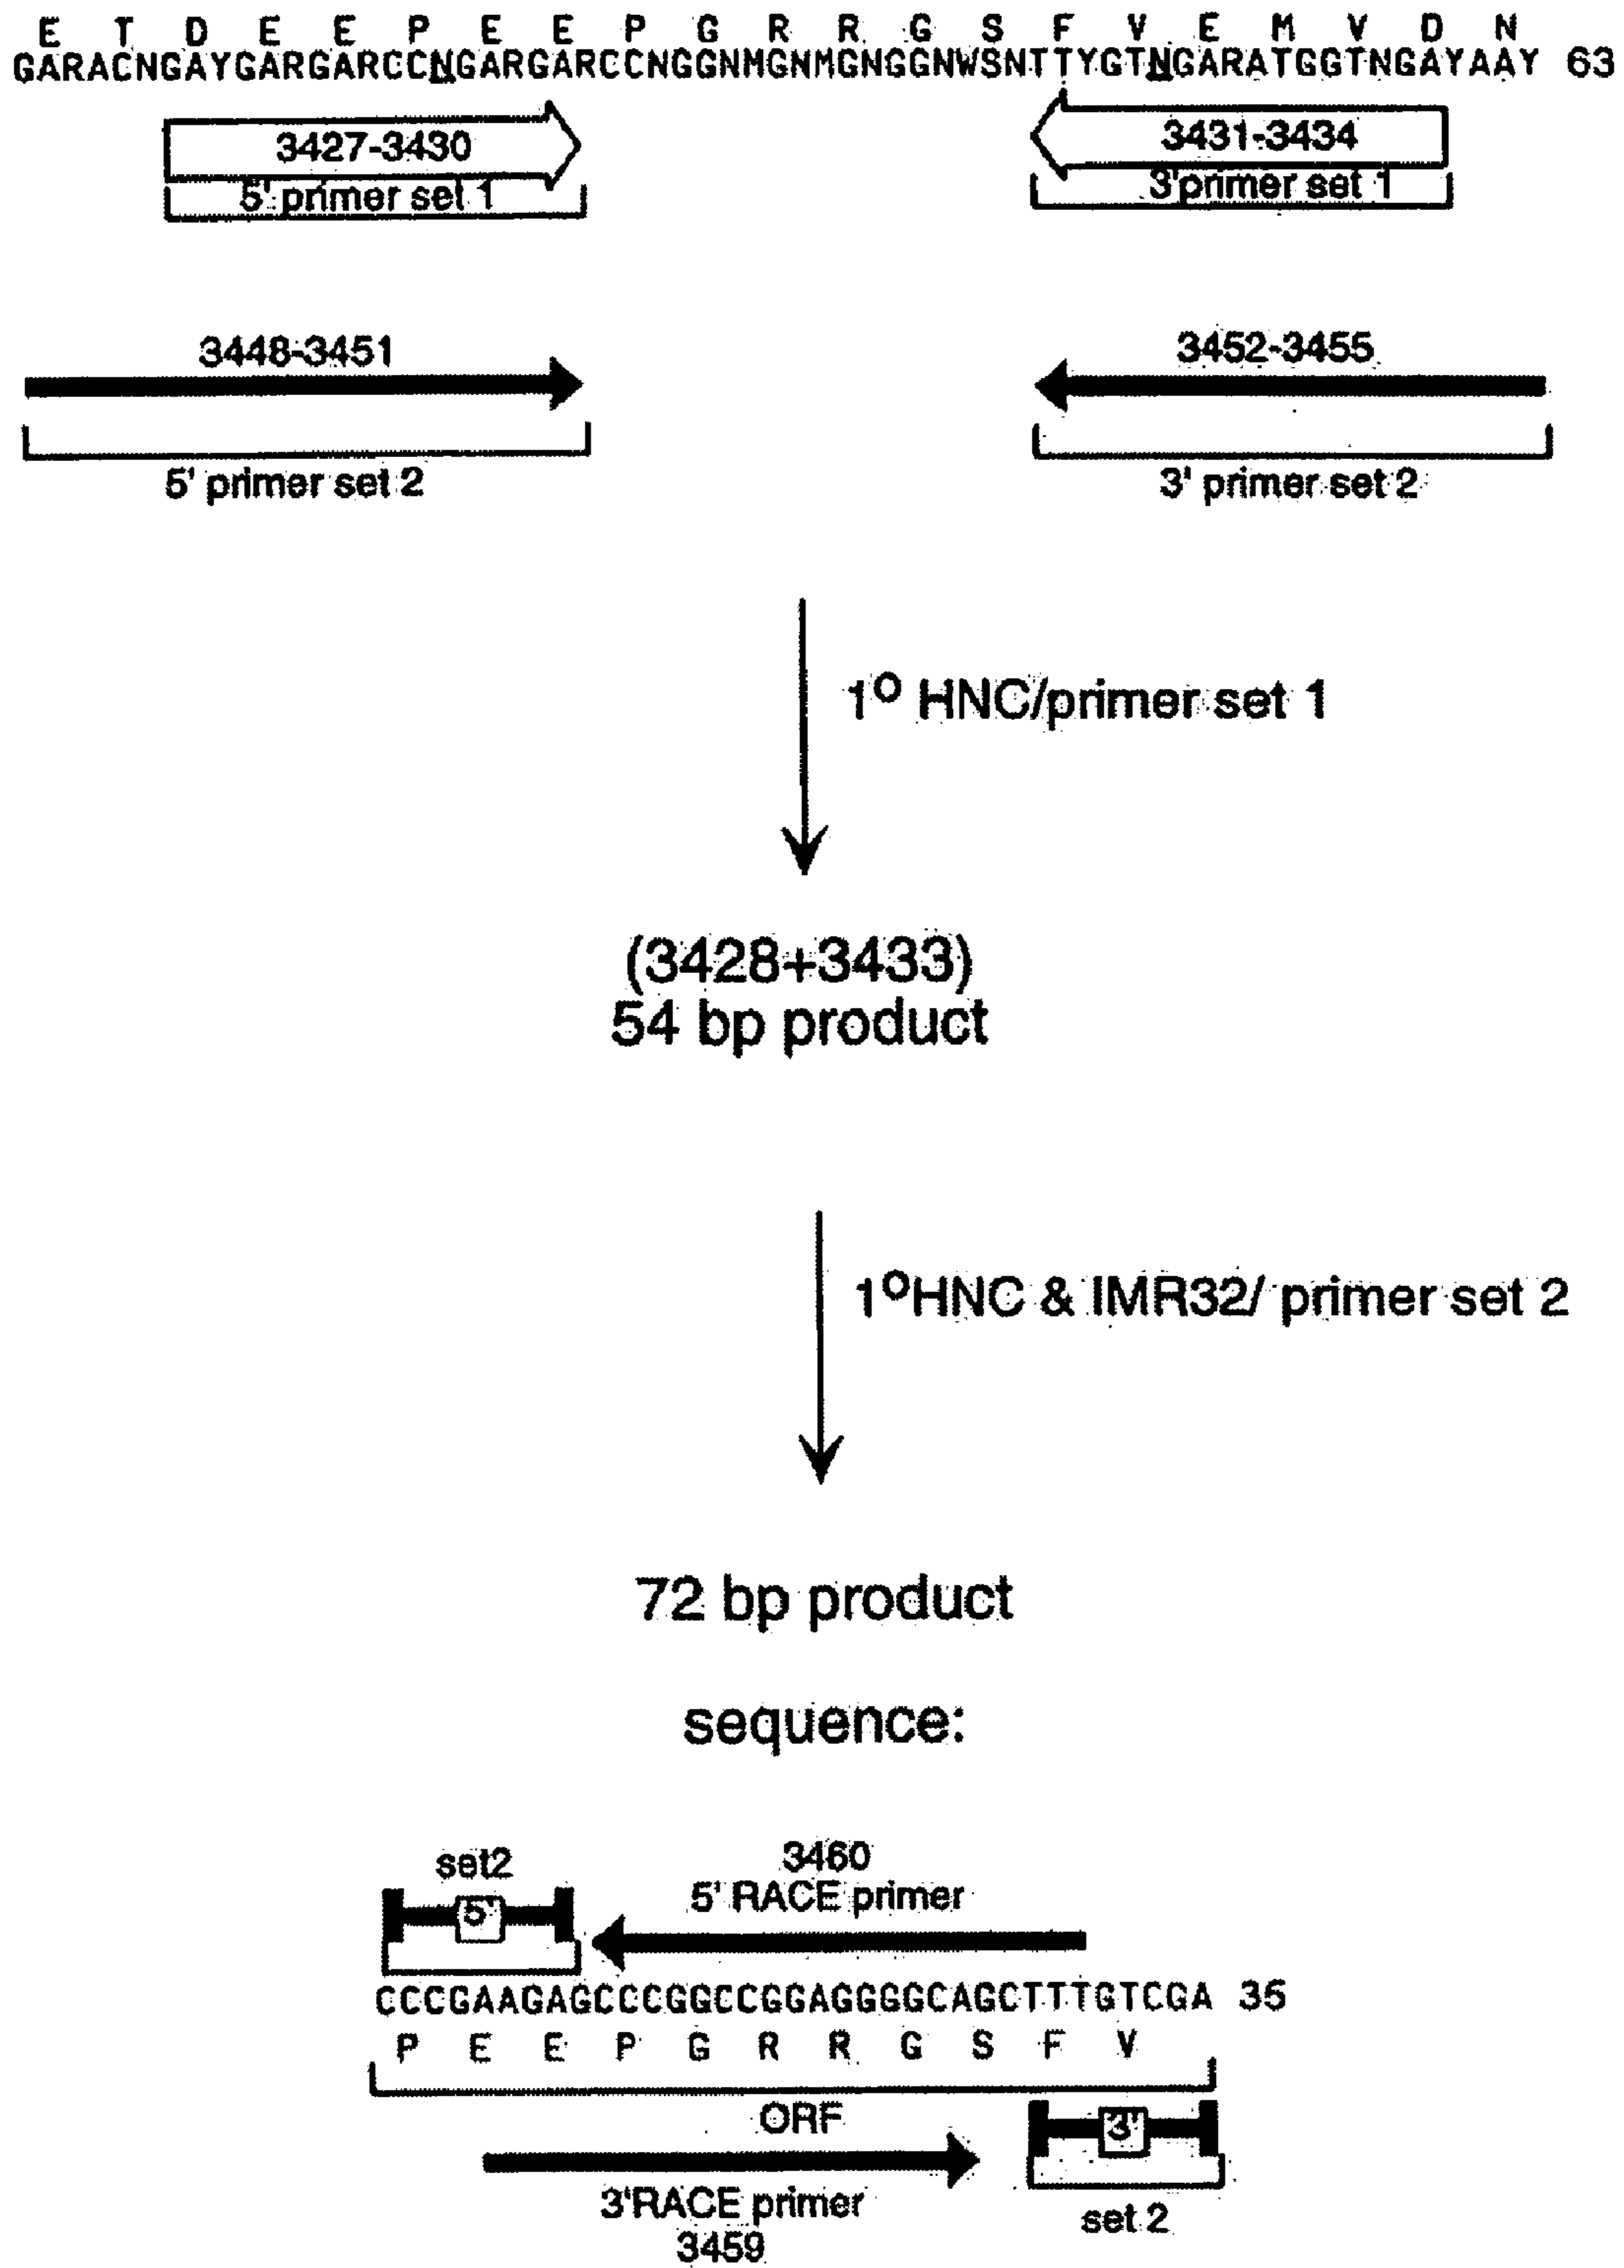 E T D E E P E E P G R R G S F V E M V D N
GARACNGAYGARGARCCNGARGARCCNGGNMGNMGNGGNWSNTTYGTNGARATGGTNGAYAAY 63
3427-3430
3431-3434
5' primer set 1
3'primer set 1
3448-3451
3452-3455
5' primer set 2
3' primer set 2
1º HNC/primer set 1
(3428+3433)
54 bp product
1ºHNC & IMR32/ primer set 2
72 bp product
sequence:
set2
3460
5' RACE primer
5'
CCCGAAGAGCCCGGCCGGAGGGGCAGCTTTGTCGA 35
P E E P G R R G S F V
ORF
3'
3'RACE primer
set 2
3459